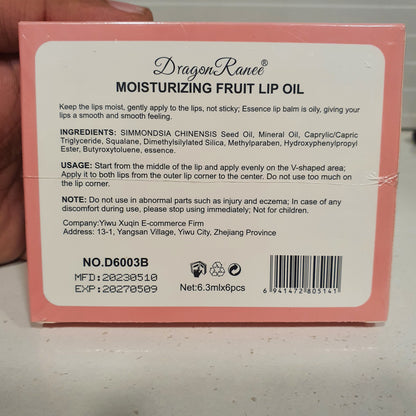 DragonRanee®
MOISTURIZING FRUIT LIP OIL
Keep the lips moist, gently apply to the lips, not sticky; Essence lip balm is oily, giving your
lips a smooth and smooth feeling.
INGREDIENTS: SIMMONDSIA CHINENSIS Seed Oil, Mineral Oil, Caprylic/Capric
Triglyceride, Squalane, Dimethylsilylated Silica, Methylparaben, Hydroxyphenylpropyl
Ester, Butyroxytoluene, essence.
USAGE: Start from the middle of the lip and apply evenly on the V-shaped area;
Apply it to both lips from the outer lip corner to the center. Do not use too much on
the lip corner.
NOTE: Do not use in abnormal parts such as injury and eczema; In case of any
discomfort during use, please stop using immediately; Not for children.
Company:Yiwu Xuqin E-commerce Firm
Address: 13-1, Yangsan Village, Yiwu City, Zhejiang Province
NO.D6003B
MFD:20230510
EXP:20270509
Net:6.3mlx6pcs
6 941472 805141